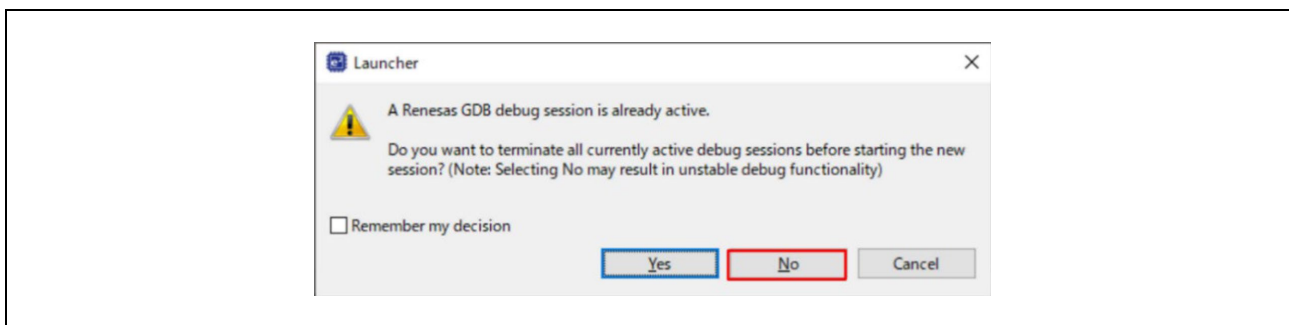 Launcher
A Renesas GDB debug session is already active.
Do you want to terminate all currently active debug sessions before starting the new
session? (Note: Selecting No may result in unstable debug functionality)
Remember my decision
Yes No Cancel